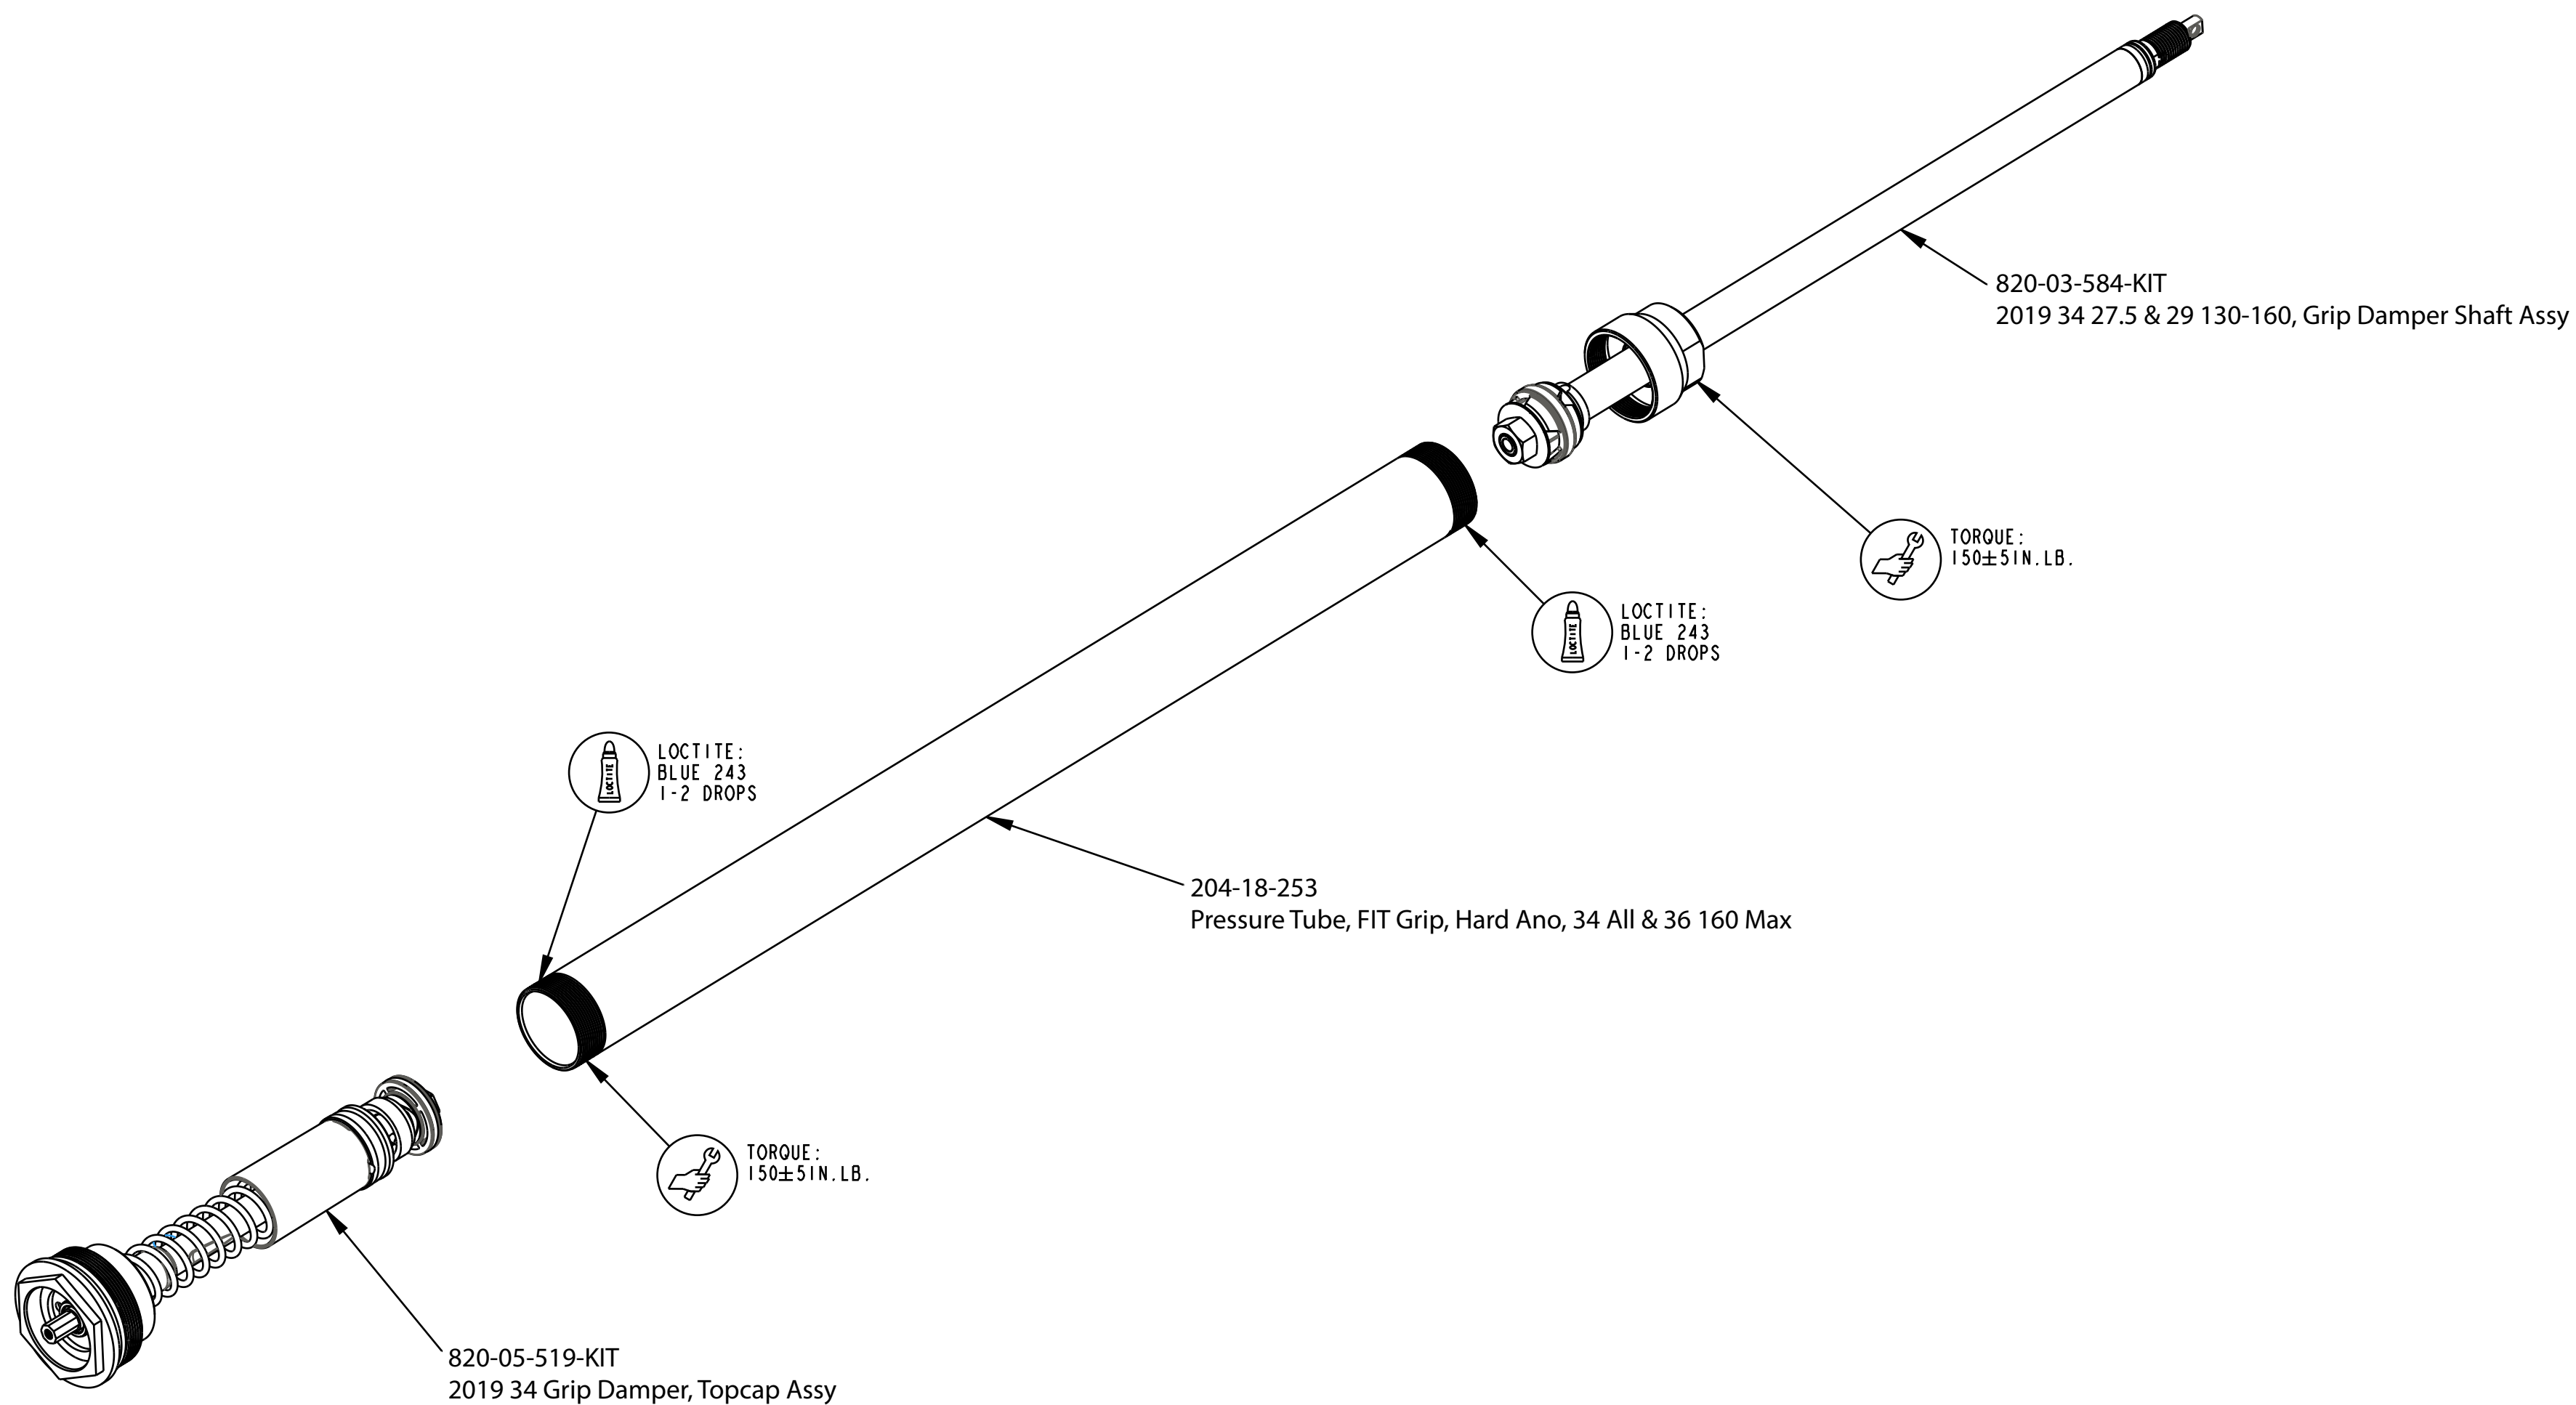 820-03-584-KIT
2019 34 27.5 & 29 130-160, Grip Damper Shaft Assy
TORQUE:
150±5IN.LB.
LOCTITE
LOCTITE:
BLUE 243
1-2 DROPS
LOCTITE
LOCTITE:
BLUE 243
1-2 DROPS
204-18-253
Pressure Tube, FIT Grip, Hard Ano, 34 All & 36 160 Max
TORQUE:
150±5IN.LB.
820-05-519-KIT
2019 34 Grip Damper, Topcap Assy